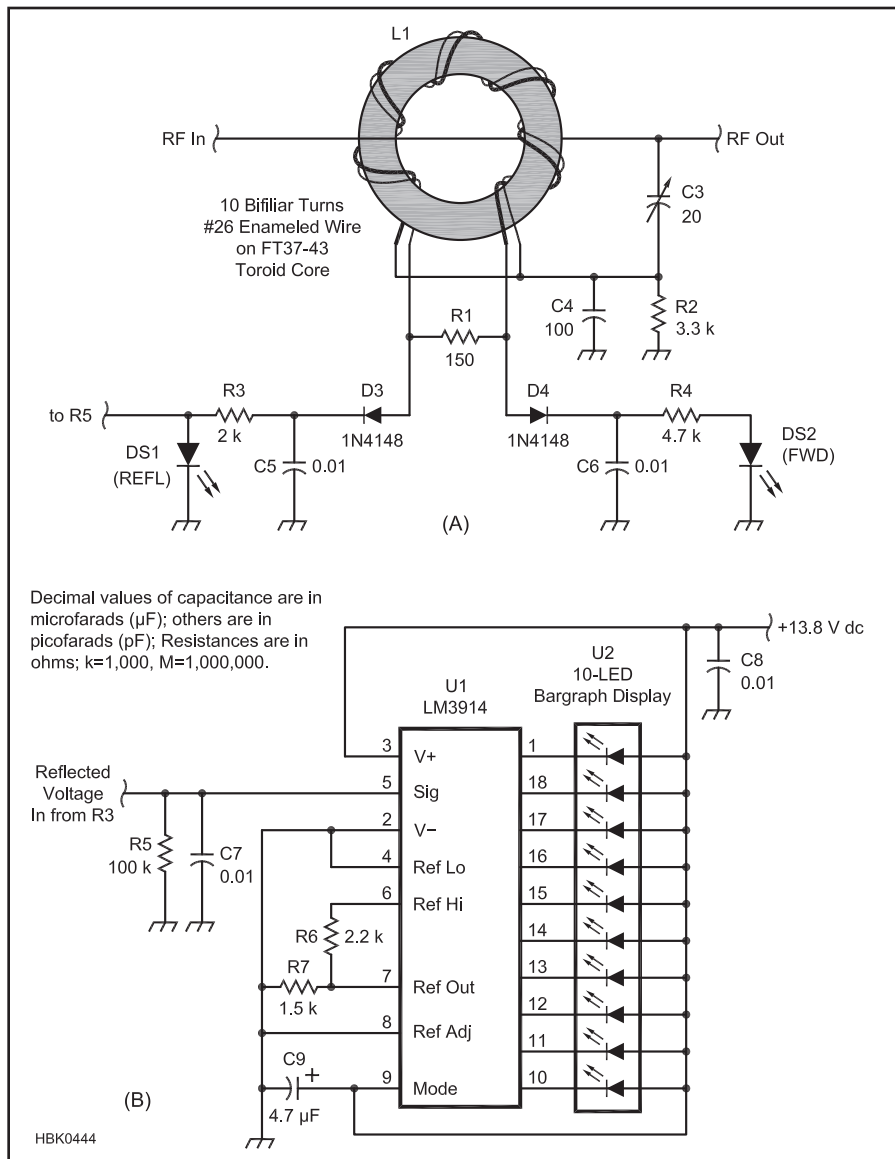 L1
RF In
RF Out
10 Bifiliar Turns
#26 Enameled Wire
on FT37-43
Toroid Core
C3
20
C4
100
R2
3.3 k
R1
150
to R5
R3
2 k
D3
1N4148
D4
1N4148
R4
4.7 k
DS1
(REFL)
C5
0.01
C6
0.01
DS2
(FWD)
(A)
Decimal values of capacitance are in
microfarads (µF); others are in
picofarads (pF); Resistances are in
ohms; k=1,000, M=1,000,000.
+13.8 V dc
C8
0.01
U1
LM3914
U2
10-LED
Bargraph Display
Reflected
Voltage
In from R3
R5
100 k
C7
0.01
3 V+ 1
5 Sig 18
2 V− 17
4 Ref Lo 16
6 Ref Hi 15
14
R6
2.2 k
13
R7
1.5 k
7 Ref Out 12
8 Ref Adj 11
9 Mode 10
C9
+
4.7 µF
(B)
HBK0444